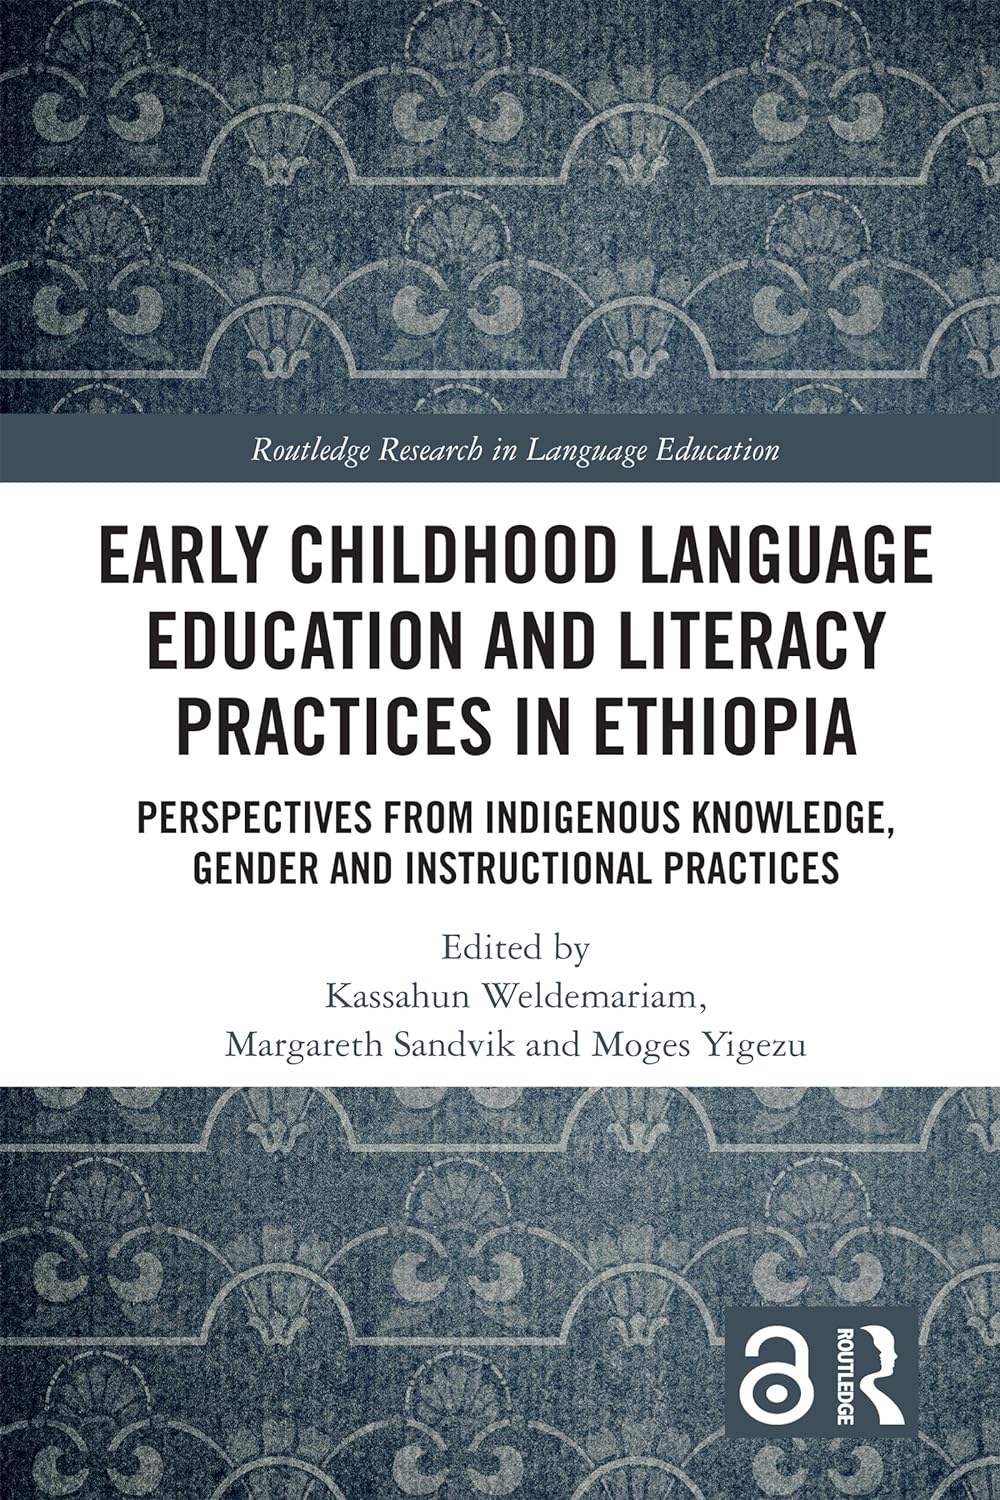 Routledge Research in Language Education
EARLY CHILDHOOD LANGUAGE
EDUCATION AND LITERACY
PRACTICES IN ETHIOPIA
PERSPECTIVES FROM INDIGENOUS KNOWLEDGE,
GENDER AND INSTRUCTIONAL PRACTICES
Edited by
Kassahun Weldemariam,
Margareth Sandvik and Moges Yigezu
ROUTLEDGE